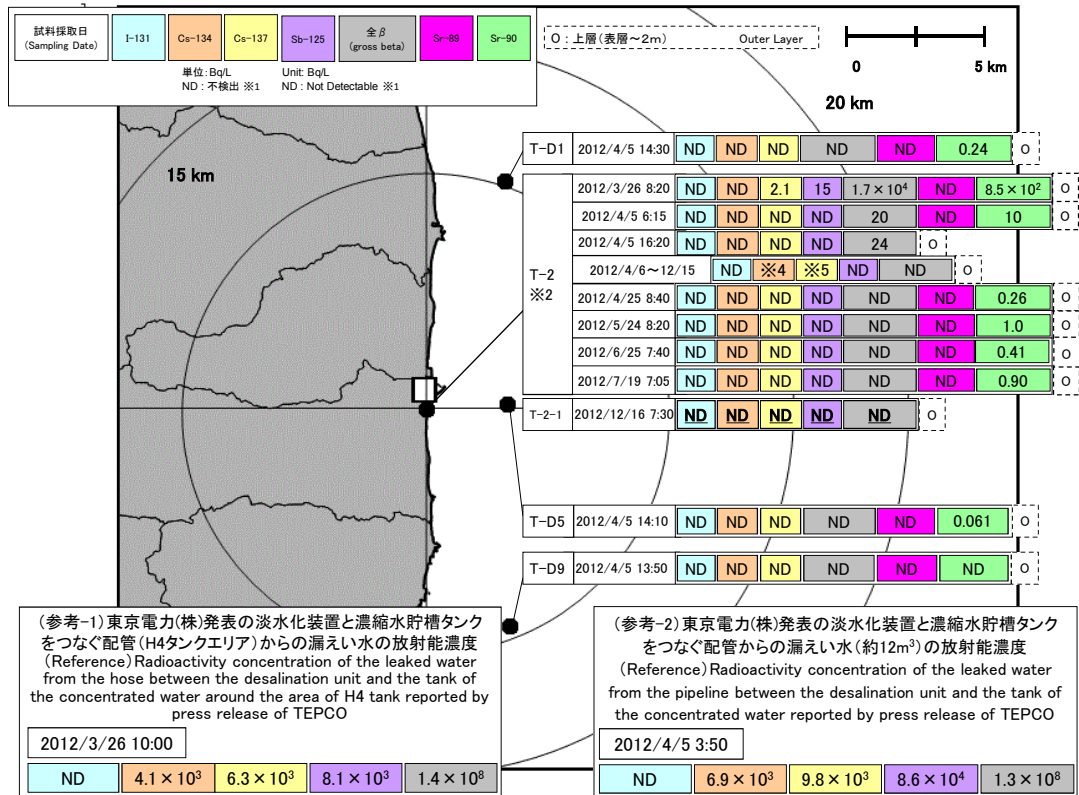 試料採取日
(Sampling Date)
I-131
Cs-134
Cs-137
Sb-125
全β
(gross beta)
Sr-89
Sr-90
単位:Bq/L
Unit: Bq/L
ND : 不検出 ※1
ND : Not Detectable ※1
O : 上層(表層～2m) Outer Layer
0 5 km
20 km
15 km
T-D1 2012/4/5 14:30 ND ND ND ND ND 0.24 O
T-2
※2
2012/3/26 8:20 ND ND 2.1 15 1.7×10⁴ ND 8.5×10² O
2012/4/5 6:15 ND ND ND ND 20 ND 10 O
2012/4/5 16:20 ND ND ND ND 24 O
2012/4/6～12/15 ND ※4 ※5 ND ND O
2012/4/25 8:40 ND ND ND ND ND ND 0.26 O
2012/5/24 8:20 ND ND ND ND ND ND 1.0 O
2012/6/25 7:40 ND ND ND ND ND ND 0.41 O
2012/7/19 7:05 ND ND ND ND ND ND 0.90 O
T-2-1 2012/12/16 7:30 ND ND ND ND ND O
T-D5 2012/4/5 14:10 ND ND ND ND ND 0.061 O
T-D9 2012/4/5 13:50 ND ND ND ND ND ND O
(参考-1)東京電力(株)発表の淡水化装置と濃縮水貯槽タンク
をつなぐ配管(H4タンクエリア)からの漏えい水の放射能濃度
(Reference)Radioactivity concentration of the leaked water
from the hose between the desalination unit and the tank of
the concentrated water around the area of H4 tank reported by
press release of TEPCO
2012/3/26 10:00
ND 4.1×10³ 6.3×10³ 8.1×10³ 1.4×10⁸
(参考-2)東京電力(株)発表の淡水化装置と濃縮水貯槽タンク
をつなぐ配管からの漏えい水(約12m³)の放射能濃度
(Reference)Radioactivity concentration of the leaked water
from the pipeline between the desalination unit and the tank of
the concentrated water reported by press release of TEPCO
2012/4/5 3:50
ND 6.9×10³ 9.8×10³ 8.6×10⁴ 1.3×10⁸